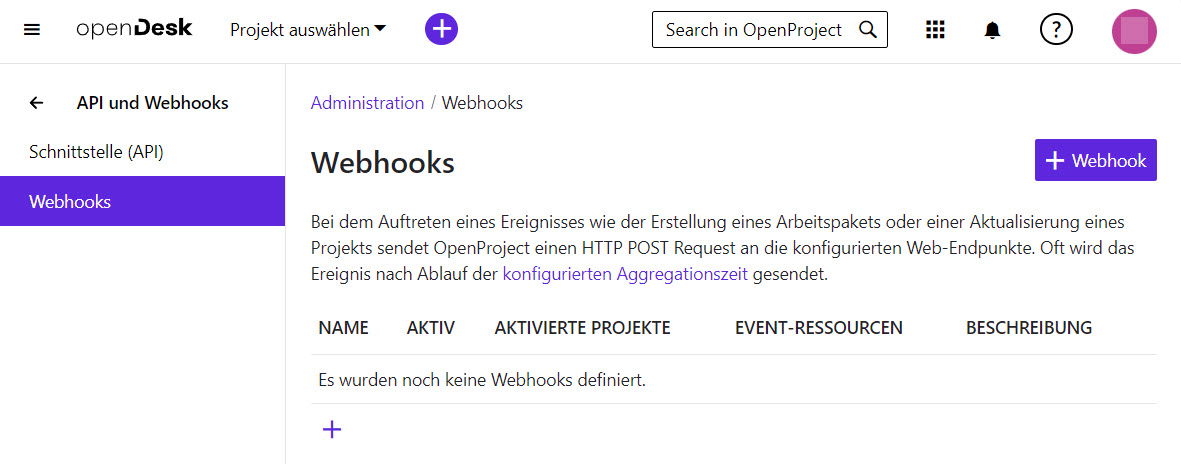 openDesk Projekt auswählen Search in OpenProject ?
API und Webhooks
Schnittstelle (API)
Webhooks
Administration / Webhooks
Webhooks
+ Webhook
Bei dem Auftreten eines Ereignisses wie der Erstellung eines Arbeitspakets oder einer Aktualisierung eines
Projekts sendet OpenProject einen HTTP POST Request an die konfigurierten Web-Endpunkte. Oft wird das
Ereignis nach Ablauf der konfigurierten Aggregationszeit gesendet.
NAME AKTIV AKTIVIERTE PROJEKTE EVENT-RESSOURCEN BESCHREIBUNG
Es wurden noch keine Webhooks definiert.